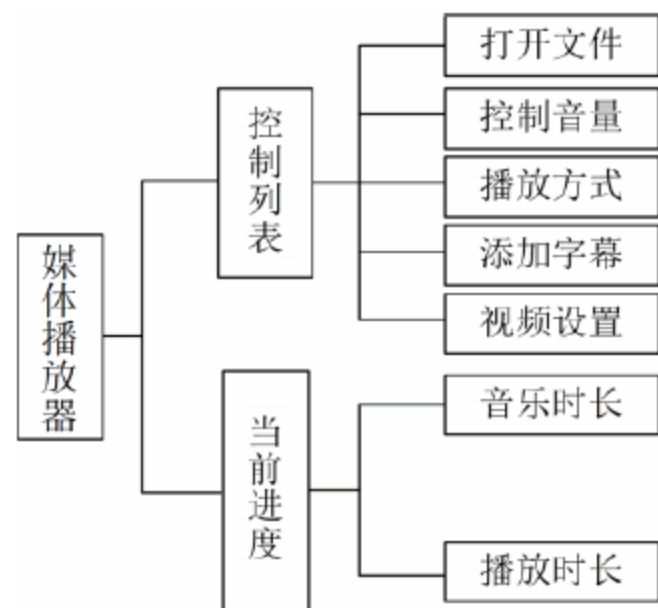 媒体播放器
控制列表
打开文件
控制音量
播放方式
添加字幕
视频设置
当前进度
音乐时长
播放时长